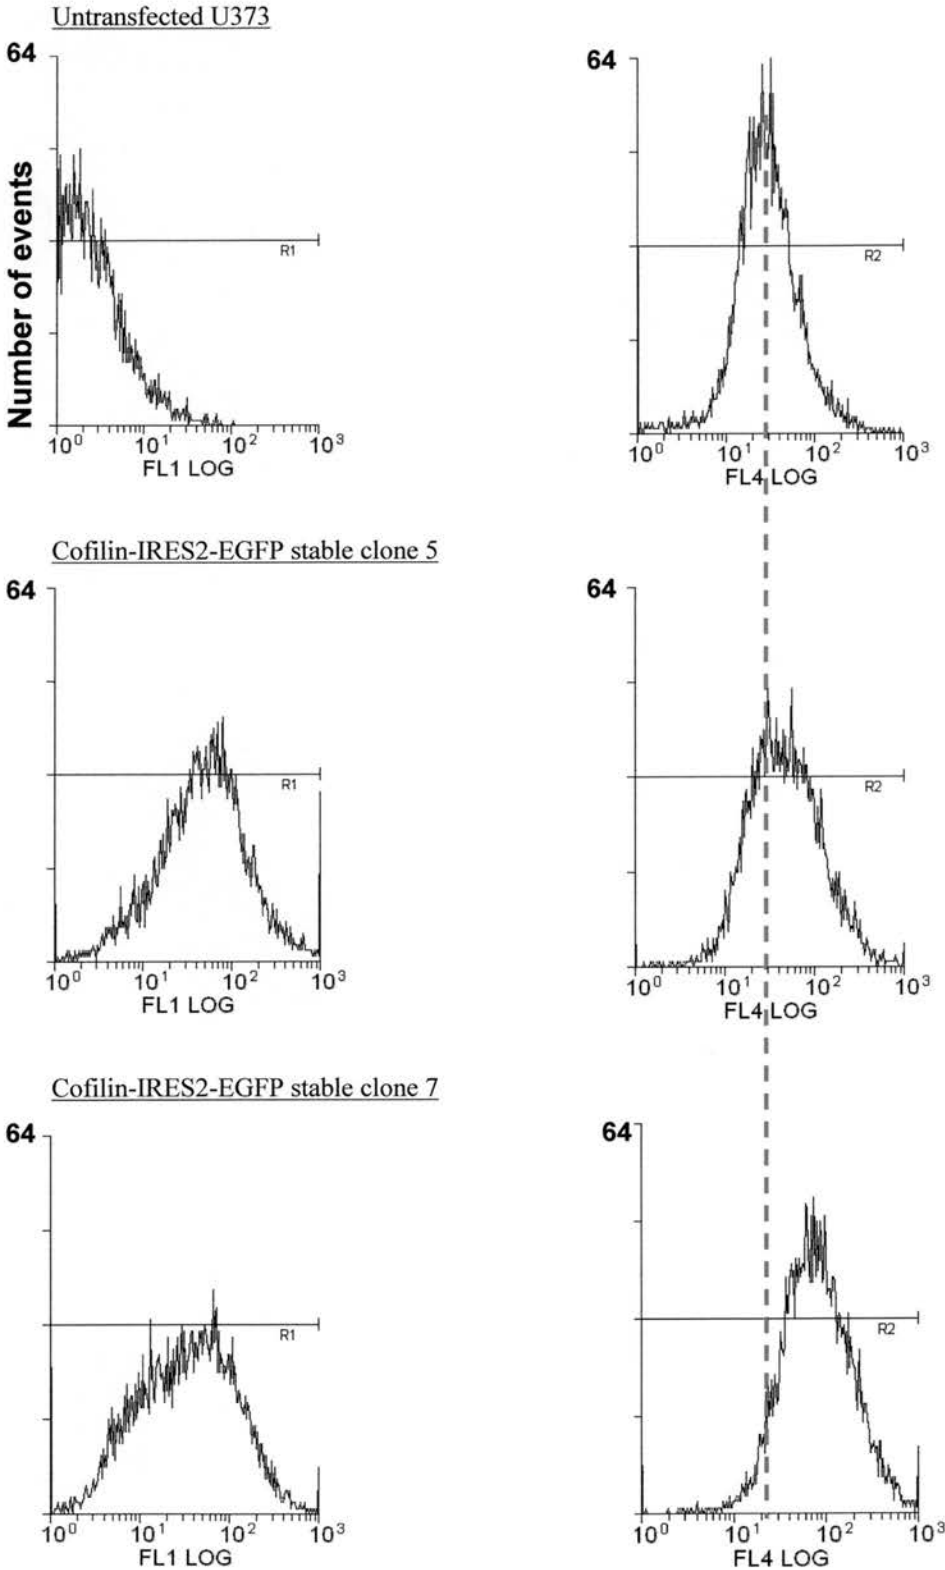 Untransfected U373
64
64
Number of events
R1
R2
10⁰ 10¹ 10² 10³
FL1 LOG
10⁰ 10¹ 10² 10³
FL4 LOG
Cofilin-IRES2-EGFP stable clone 5
64
64
R1
R2
10⁰ 10¹ 10² 10³
FL1 LOG
10⁰ 10¹ 10² 10³
FL4 LOG
Cofilin-IRES2-EGFP stable clone 7
64
64
R1
R2
10⁰ 10¹ 10² 10³
FL1 LOG
10⁰ 10¹ 10² 10³
FL4 LOG